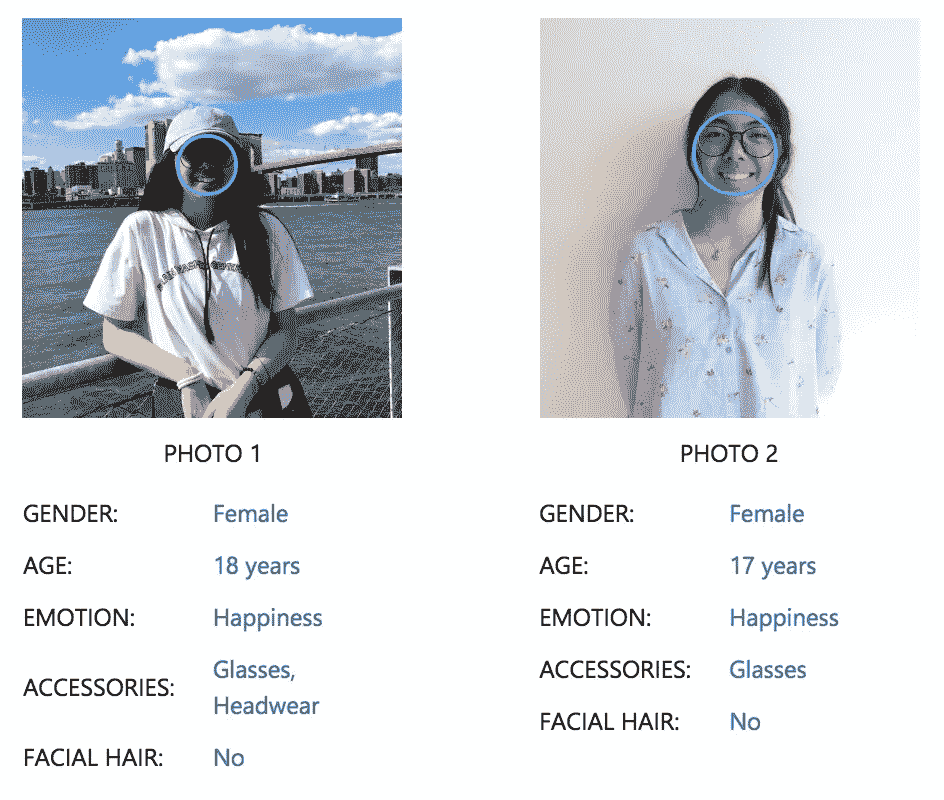 PHOTO 1
GENDER: Female
AGE: 18 years
EMOTION: Happiness
ACCESSORIES: Glasses,
Headwear
FACIAL HAIR: No
PHOTO 2
GENDER: Female
AGE: 17 years
EMOTION: Happiness
ACCESSORIES: Glasses
FACIAL HAIR: No